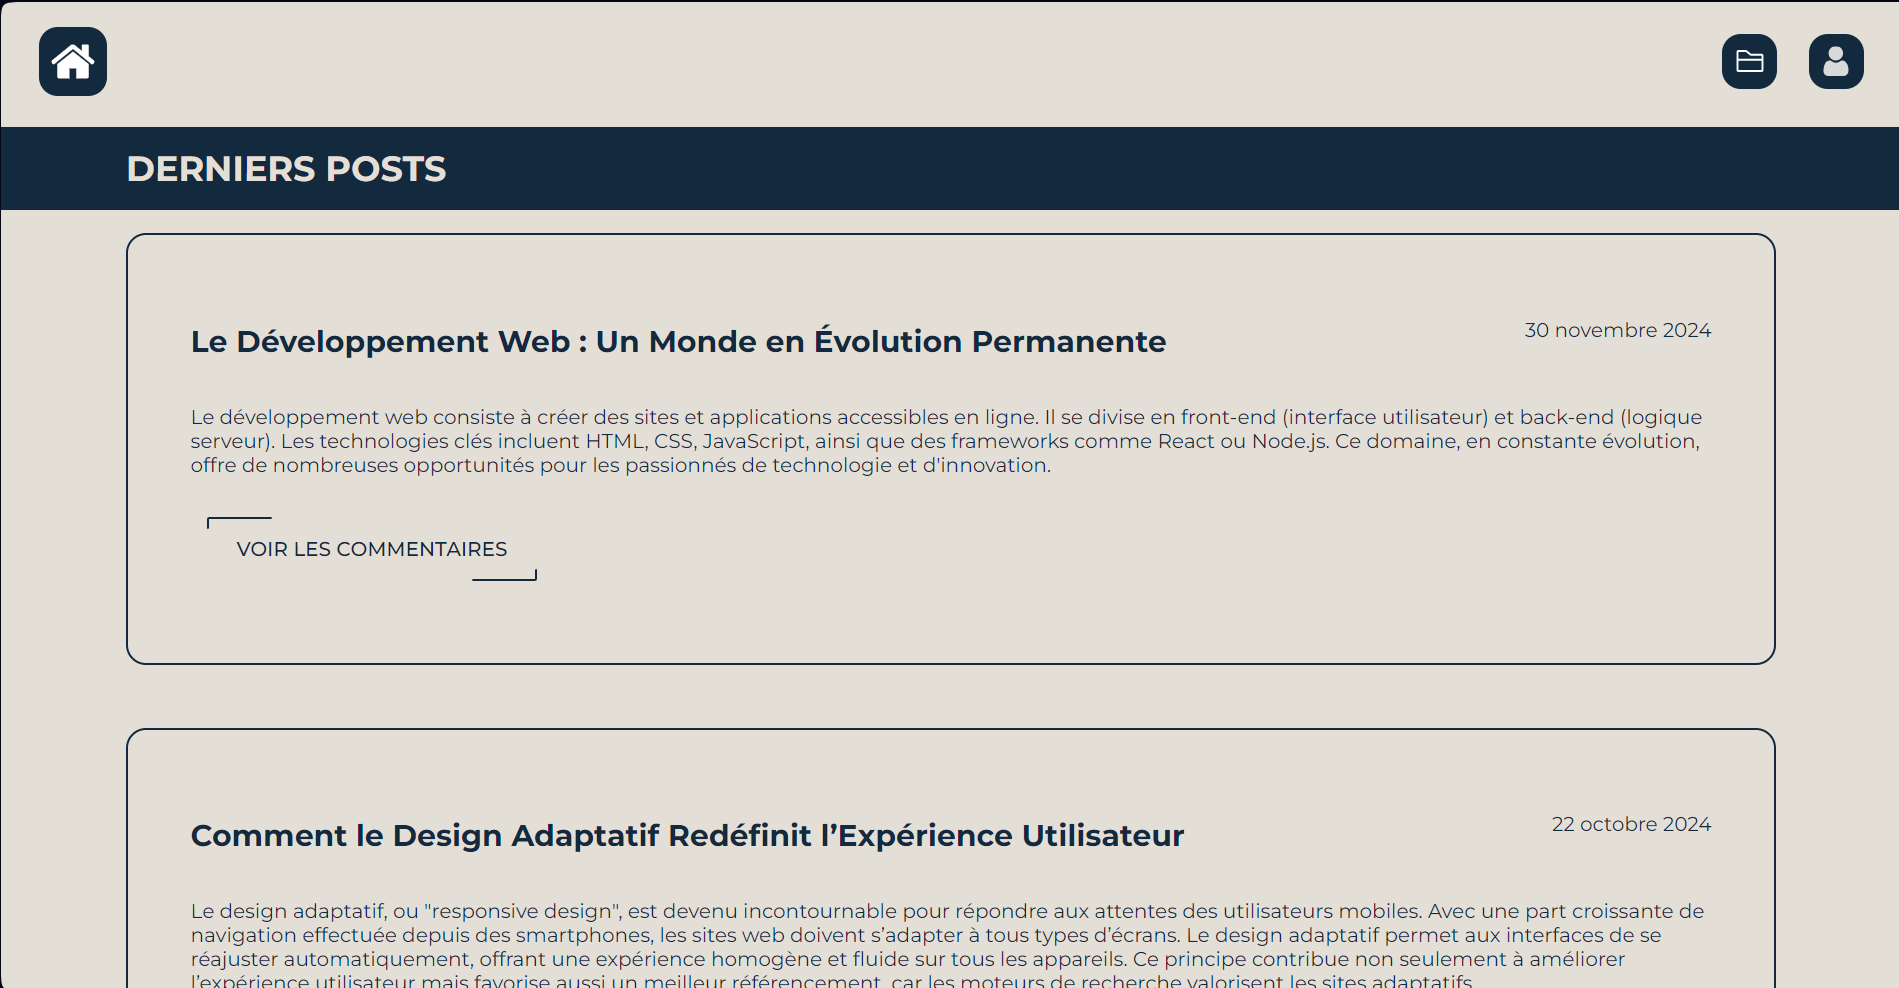 DERNIERS POSTS
Le Développement Web : Un Monde en Évolution Permanente
30 novembre 2024
Le développement web consiste à créer des sites et applications accessibles en ligne. Il se divise en front-end (interface utilisateur) et back-end (logique
serveur). Les technologies clés incluent HTML, CSS, JavaScript, ainsi que des frameworks comme React ou Node.js. Ce domaine, en constante évolution,
offre de nombreuses opportunités pour les passionnés de technologie et d'innovation.
VOIR LES COMMENTAIRES
Comment le Design Adaptatif Redéfinit l’Expérience Utilisateur
22 octobre 2024
Le design adaptatif, ou "responsive design", est devenu incontournable pour répondre aux attentes des utilisateurs mobiles. Avec une part croissante de
navigation effectuée depuis des smartphones, les sites web doivent s’adapter à tous types d’écrans. Le design adaptatif permet aux interfaces de se
réajuster automatiquement, offrant une expérience homogène et fluide sur tous les appareils. Ce principe contribue non seulement à améliorer
l’expérience utilisateur mais favorise aussi un meilleur référencement, car les moteurs de recherche valorisent les sites adaptatifs.